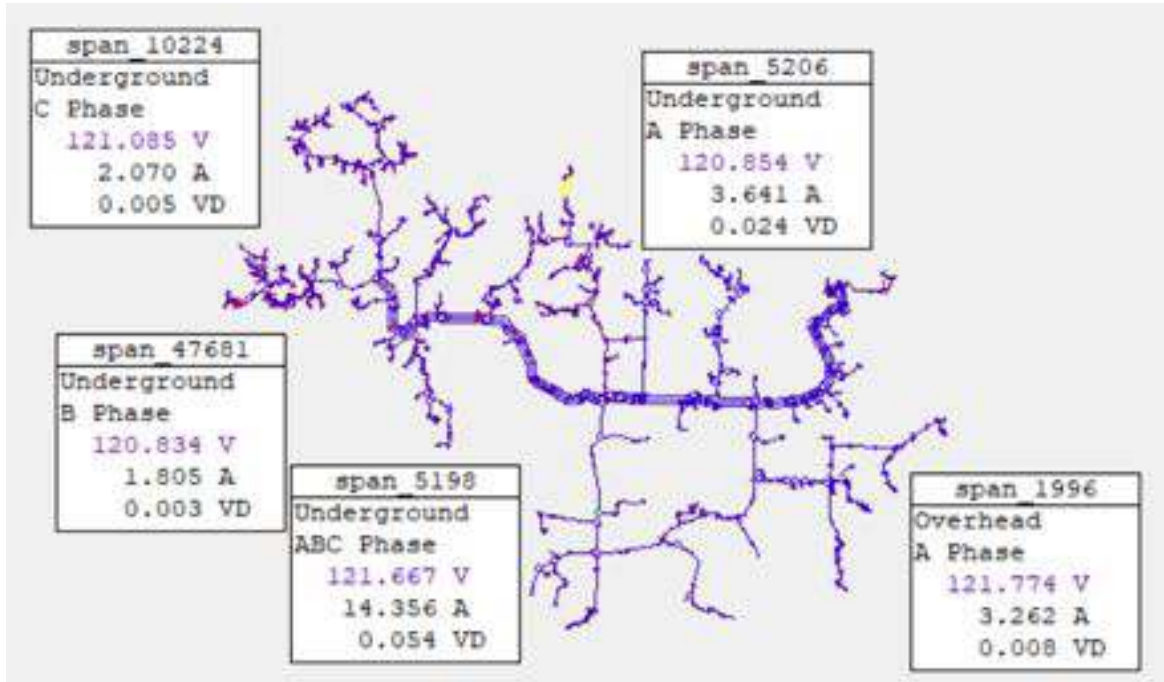 span_10224
Underground
C Phase
121.085 V
2.070 A
0.005 VD
span_5206
Underground
A Phase
120.854 V
3.641 A
0.024 VD
span_47681
Underground
B Phase
120.834 V
1.805 A
0.003 VD
span_5198
Underground
ABC Phase
121.667 V
14.356 A
0.054 VD
span_1996
Overhead
A Phase
121.774 V
3.262 A
0.008 VD